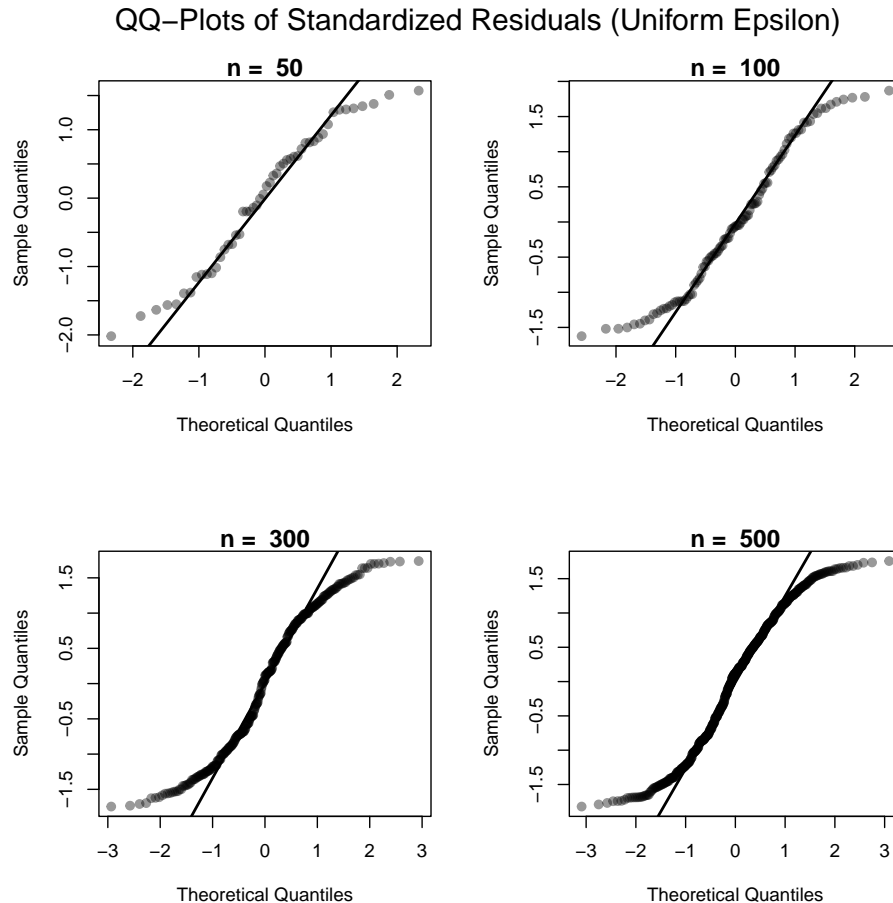 QQ−Plots of Standardized Residuals (Uniform Epsilon)
n = 50
Sample Quantiles
1.0
0.0
−1.0
−2.0
−2 −1 0 1 2
Theoretical Quantiles
n = 100
Sample Quantiles
1.5
0.5
−0.5
−1.5
−2 −1 0 1 2
Theoretical Quantiles
n = 300
Sample Quantiles
1.5
0.5
−0.5
−1.5
−3 −2 −1 0 1 2 3
Theoretical Quantiles
n = 500
Sample Quantiles
1.5
0.5
−0.5
−1.5
−3 −2 −1 0 1 2 3
Theoretical Quantiles